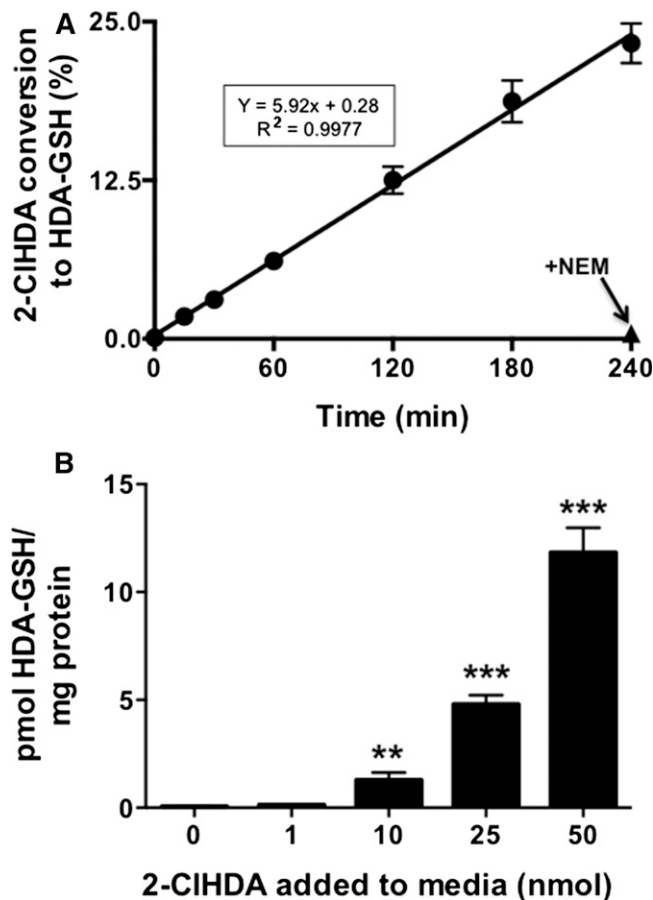 A
2-ClHDA conversion
to HDA-GSH (%)
25.0
12.5
0.0
Y = 5.92x + 0.28
R² = 0.9977
+NEM
0 60 120 180 240
Time (min)
B
pmol HDA-GSH/
mg protein
15
10
5
0
** *** ***
0 1 10 25 50
2-ClHDA added to media (nmol)